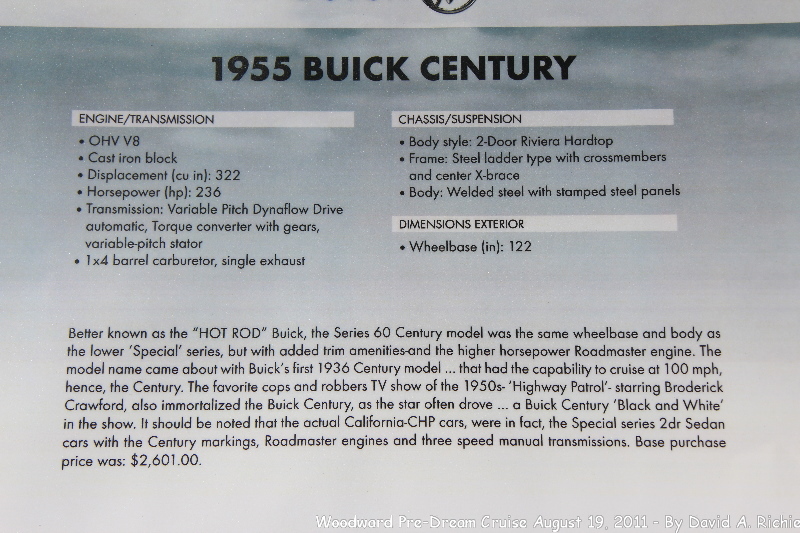 1955 BUICK CENTURY
ENGINE/TRANSMISSION
• OHV V8
• Cast iron block
• Displacement (cu in): 322
• Horsepower (hp): 236
• Transmission: Variable Pitch Dynaflow Drive
automatic, Torque converter with gears,
variable-pitch stator
• 1x4 barrel carburetor, single exhaust
CHASSIS/SUSPENSION
• Body style: 2-Door Riviera Hardtop
• Frame: Steel ladder type with crossmembers
and center X-brace
• Body: Welded steel with stamped steel panels
DIMENSIONS EXTERIOR
• Wheelbase (in): 122
Better known as the "HOT ROD" Buick, the Series 60 Century model was the same wheelbase and body as
the lower 'Special' series, but with added trim amenities-and the higher horsepower Roadmaster engine. The
model name came about with Buick's first 1936 Century model ... that had the capability to cruise at 100 mph,
hence, the Century. The favorite cops and robbers TV show of the 1950s- 'Highway Patrol'- starring Broderick
Crawford, also immortalized the Buick Century, as the star often drove ... a Buick Century 'Black and White'
in the show. It should be noted that the actual California-CHP cars, were in fact, the Special series 2dr Sedan
cars with the Century markings, Roadmaster engines and three speed manual transmissions. Base purchase
price was: $2,601.00.
Woodward Pre-Dream Cruise August 19, 2011 - By David A. Richie